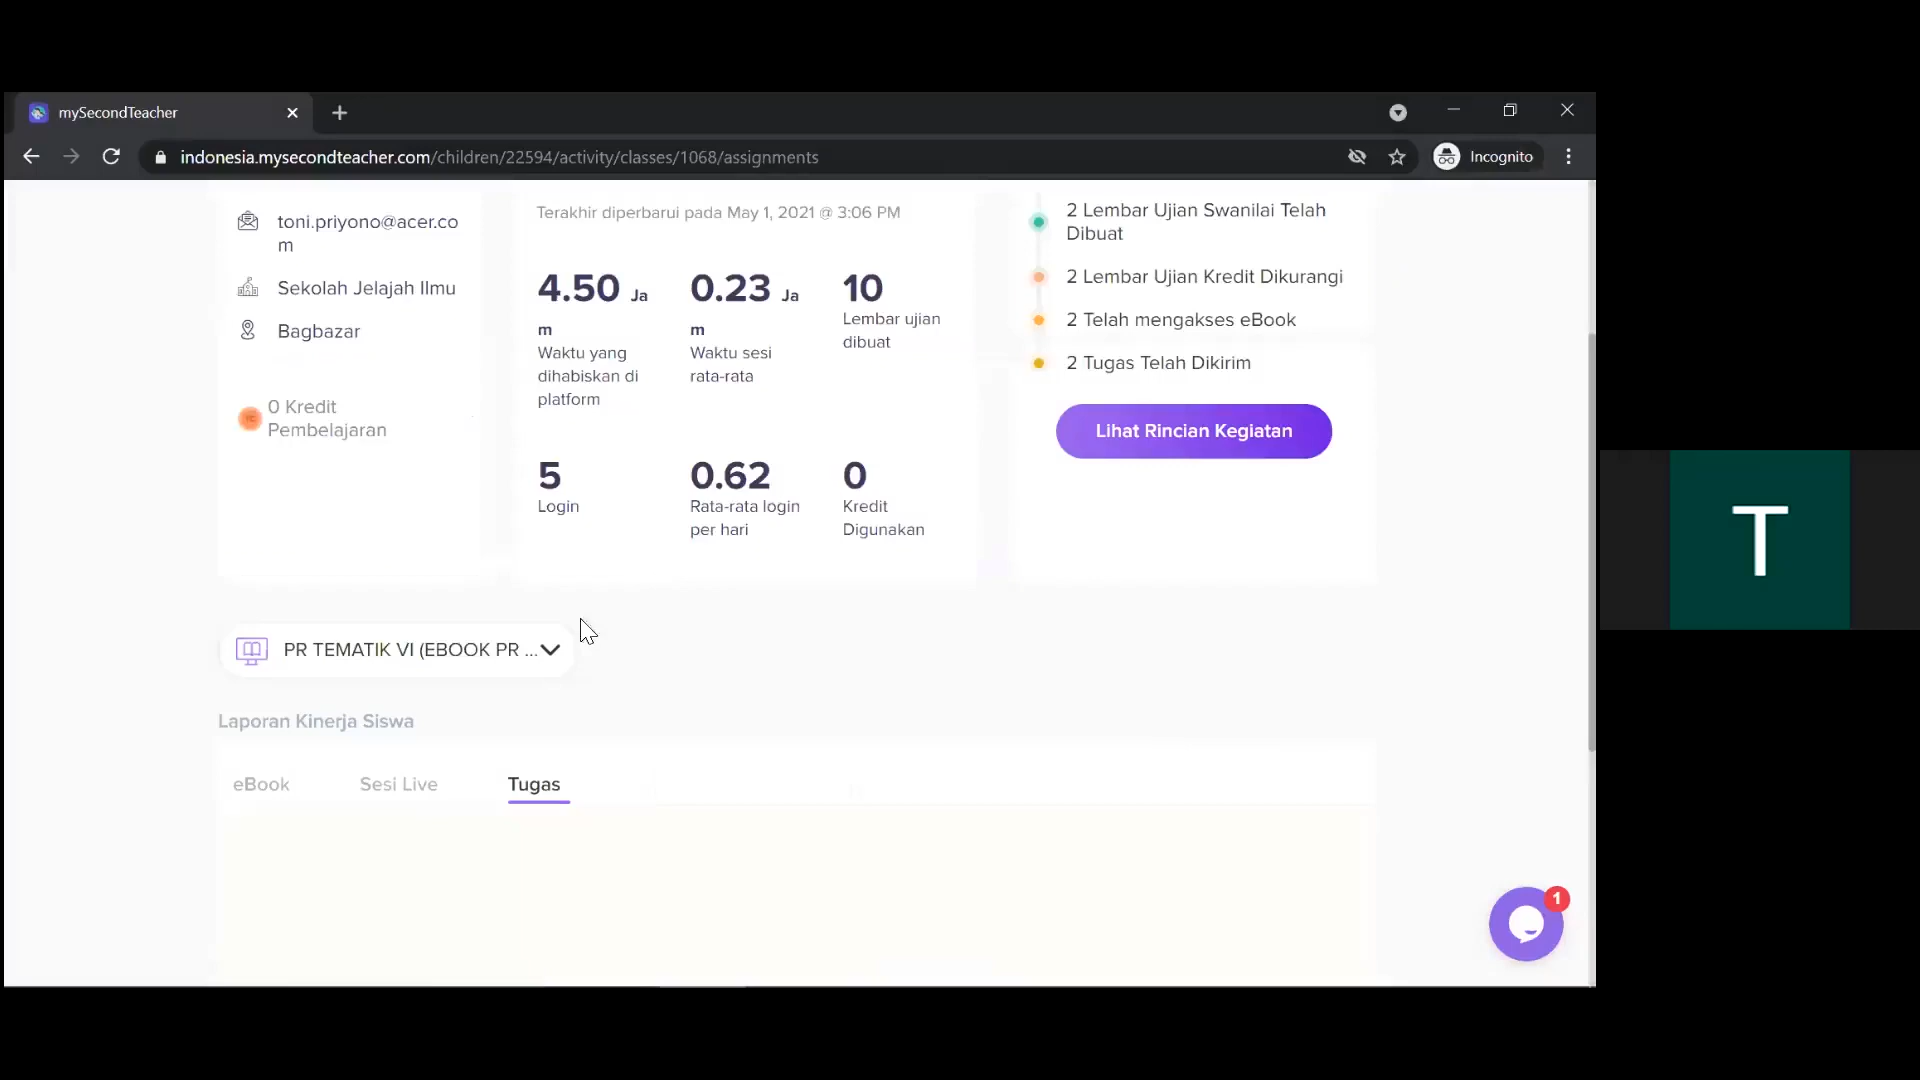 mySecondTeacher
indonesia.mysecondteacher.com/children/22594/activity/classes/1068/assignments
Incognito
toni.priyono@acer.co
m
Sekolah Jelajah Ilmu
Bagbazar
0 Kredit
Pembelajaran
Terakhir diperbarui pada May 1, 2021 @ 3:06 PM
4.50 Ja
m
Waktu yang
dihabiskan di
platform
0.23 Ja
m
Waktu sesi
rata-rata
10
Lembar ujian
dibuat
5
Login
0.62
Rata-rata login
per hari
0
Kredit
Digunakan
2 Lembar Ujian Swanilai Telah
Dibuat
2 Lembar Ujian Kredit Dikurangi
2 Telah mengakses eBook
2 Tugas Telah Dikirim
Lihat Rincian Kegiatan
PR TEMATIK VI (EBOOK PR ...
Laporan Kinerja Siswa
eBook
Sesi Live
Tugas
1
T